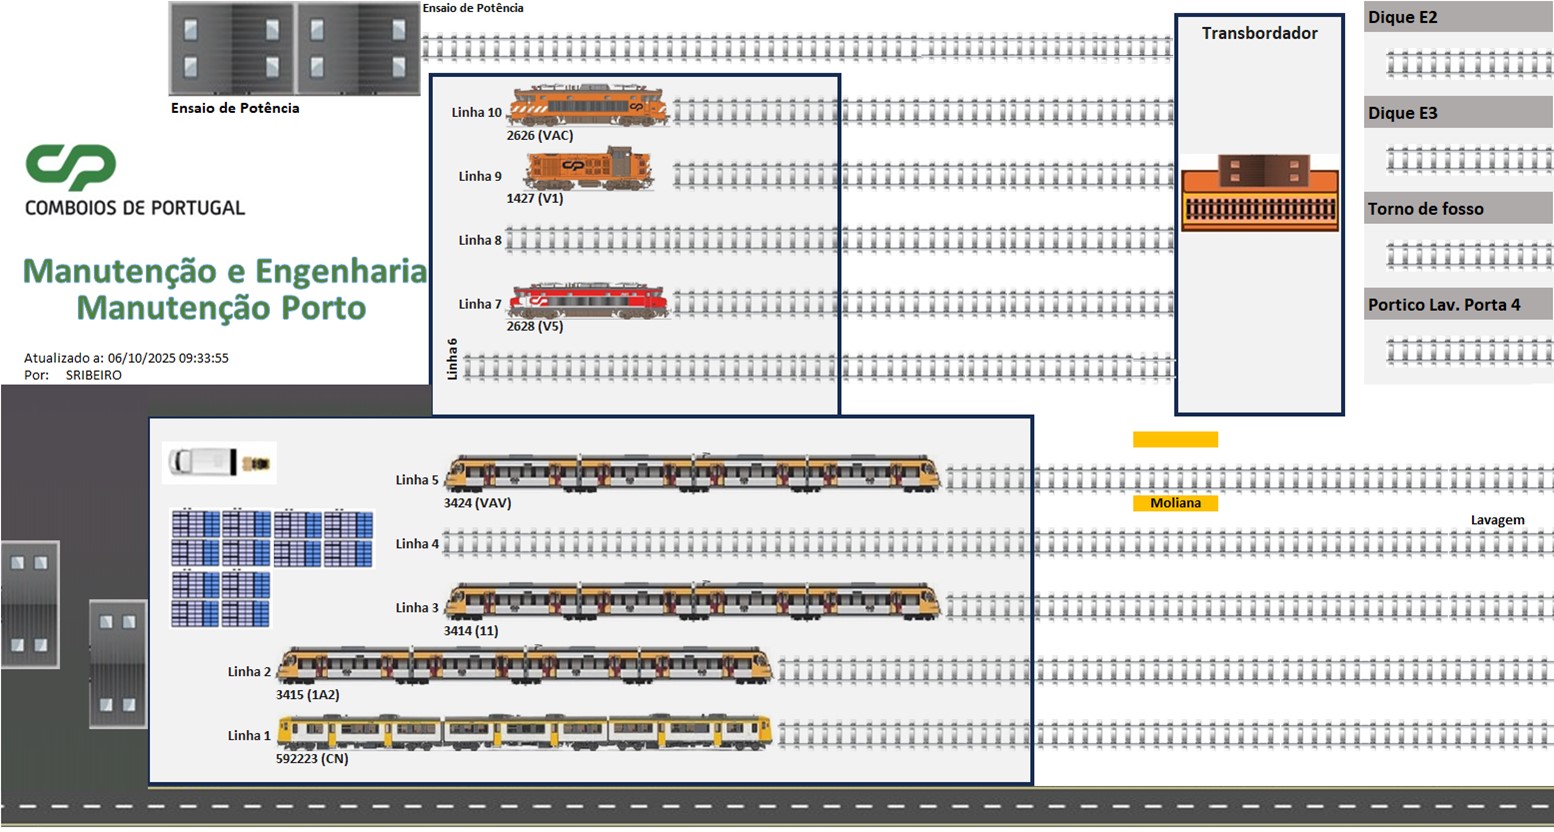 Ensaio de Potência
Ensaio de Potência
CP
COMBOIOS DE PORTUGAL
Manutenção e Engenharia
Manutenção Porto
Atualizado a: 06/10/2025 09:33:55
Por: SRIBEIRO
Linha 10
2626 (VAC)
Linha 9
1427 (V1)
Linha 8
Linha 7
2628 (V5)
Linha6
Transbordador
Dique E2
Dique E3
Torno de fosso
Portico Lav. Porta 4
Linha 5
3424 (VAV)
Moliana
Lavagem
Linha 4
Linha 3
3414 (11)
Linha 2
3415 (1A2)
Linha 1
592223 (CN)